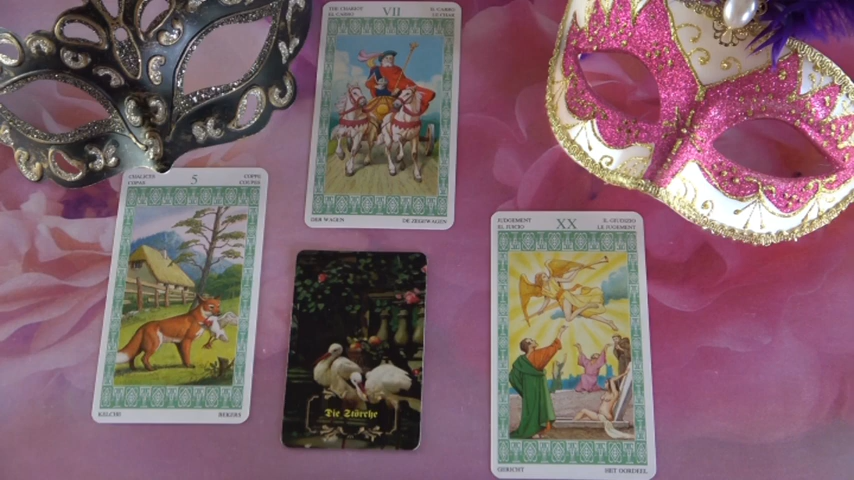 THE CHARIOT
EL CARRO
VII
IL CARRO
LE CHAR
DER WAGEN
DE ZEGEWAGEN
CHALICES
COPAS
5
COPPE
COUPES
KELCHE
BEKERS
Die Störche
JUDGEMENT
EL JUICIO
XX
IL GIUDIZIO
LE JUGEMENT
GERICHT
HET OORDEEL